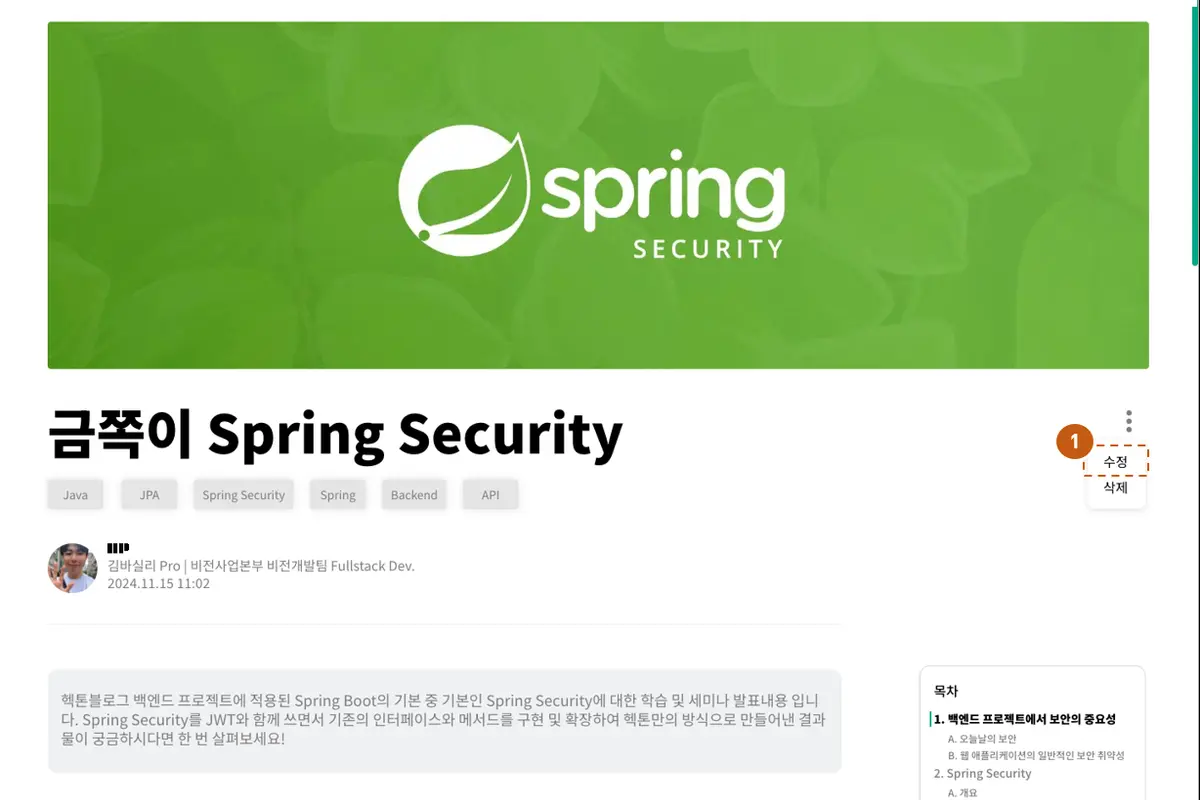 spring
SECURITY
금쪽이 Spring Security
1
수정
삭제
Java JPA Spring Security Spring Backend API
김바실리 Pro | 비전사업본부 비전개발팀 Fullstack Dev.
2024.11.15 11:02
헥톤블로그 백엔드 프로젝트에 적용된 Spring Boot의 기본 중 기본인 Spring Security에 대한 학습 및 세미나 발표내용 입니
다. Spring Security를 JWT와 함께 쓰면서 기존의 인터페이스와 메서드를 구현 및 확장하여 헥톤만의 방식으로 만들어낸 결과
물이 궁금하시다면 한 번 살펴보세요!
목차
1. 백엔드 프로젝트에서 보안의 중요성
A. 오늘날의 보안
B. 웹 애플리케이션의 일반적인 보안 취약성
2. Spring Security
A. 개요